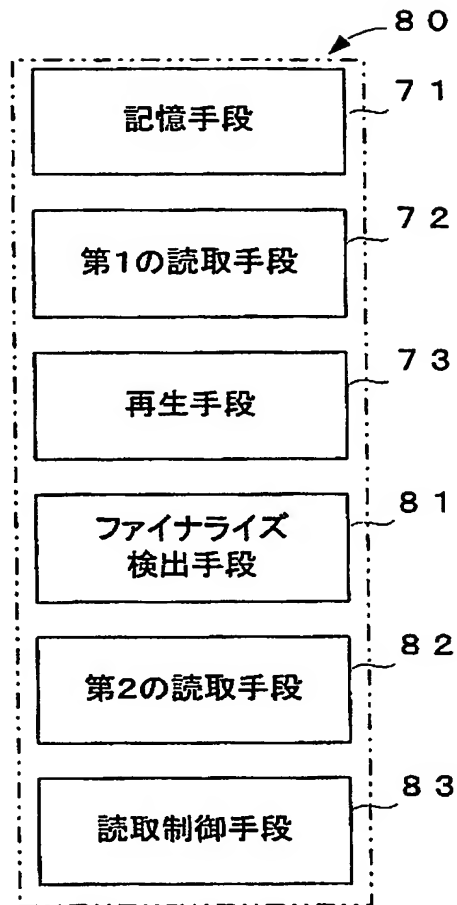 ８０
記憶手段
７１
第1の読取手段
７２
再生手段
７３
ファイナライズ
検出手段
８１
第2の読取手段
８２
読取制御手段
８３